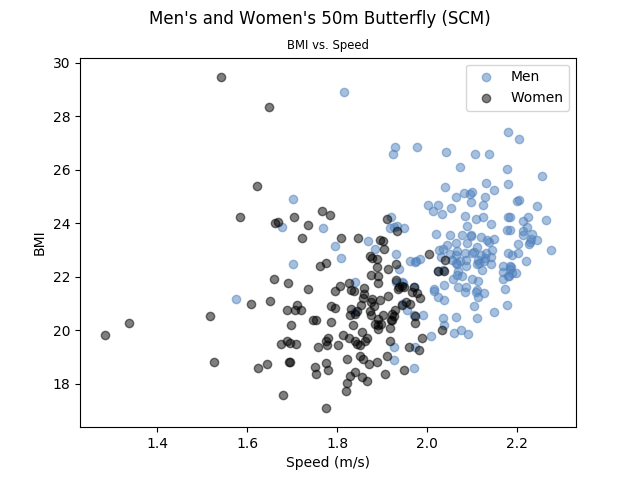 Men's and Women's 50m Butterfly (SCM)
BMI vs. Speed
Men
Women
30
28
26
24
22
20
18
BMI
1.4 1.6 1.8 2.0 2.2
Speed (m/s)